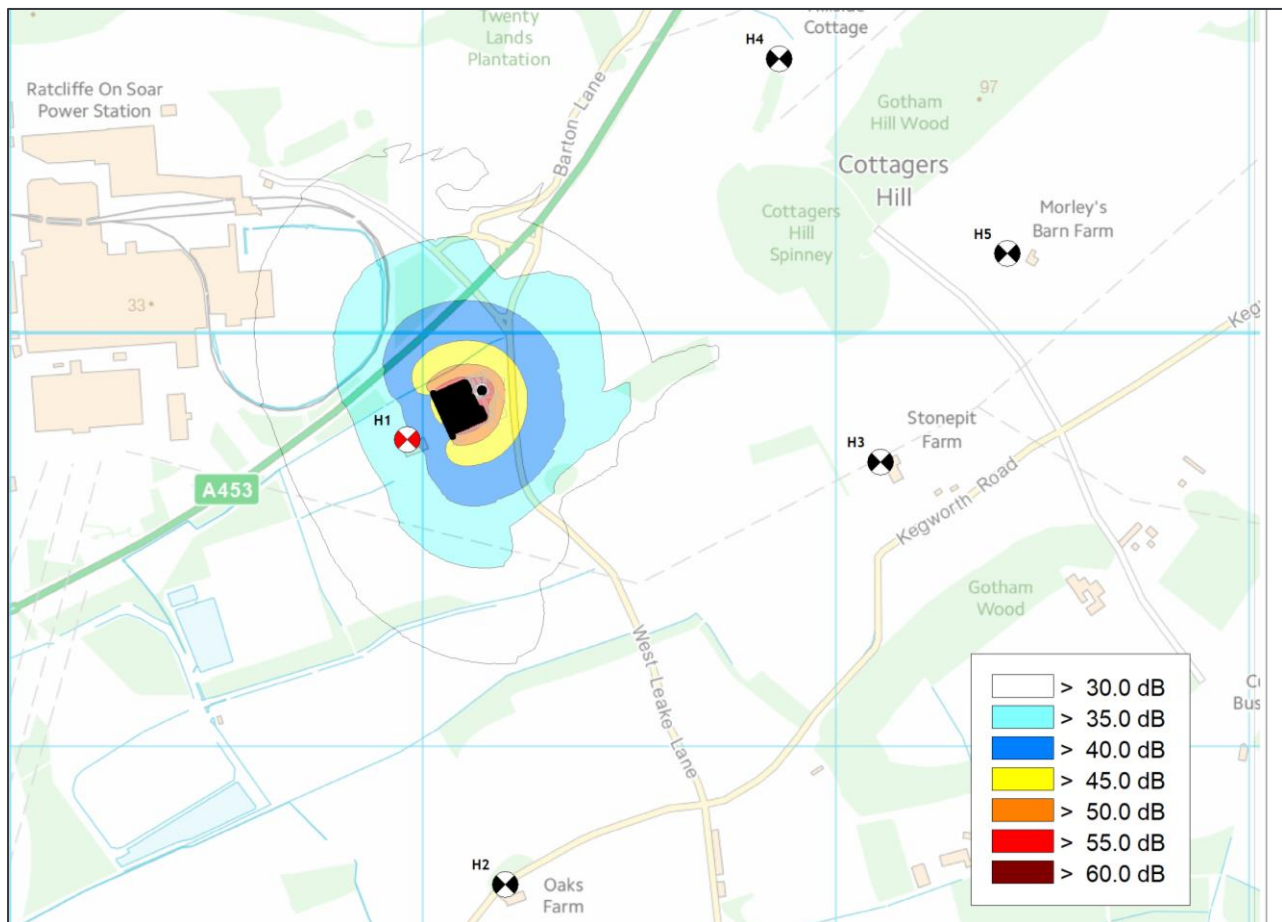 Twenty
Lands
Plantation
Hillside
Cottage
H4
Ratcliffe On Soar
Power Station
Barton Lane
97
Gotham
Hill Wood
Cottagers
Hill
Cottagers
Hill
Spinney
Morley's
Barn Farm
H5
33
H1
Stonepit
Farm
H3
A453
Kegworth Road
Gotham
Wood
West Leake Lane
H2
Oaks
Farm
> 30.0 dB
> 35.0 dB
> 40.0 dB
> 45.0 dB
> 50.0 dB
> 55.0 dB
> 60.0 dB